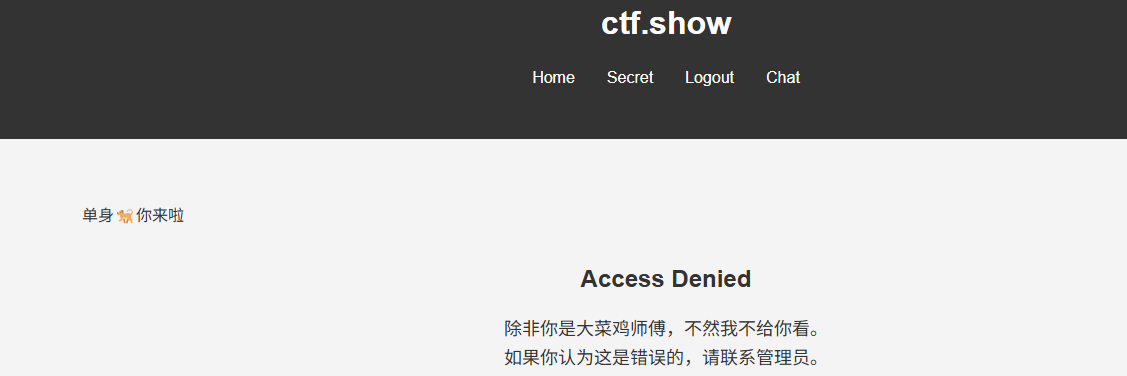 ctf.show
Home Secret Logout Chat
单身🐕你来啦
Access Denied
除非你是大菜鸡师傅，不然我不给你看。
如果你认为这是错误的，请联系管理员。